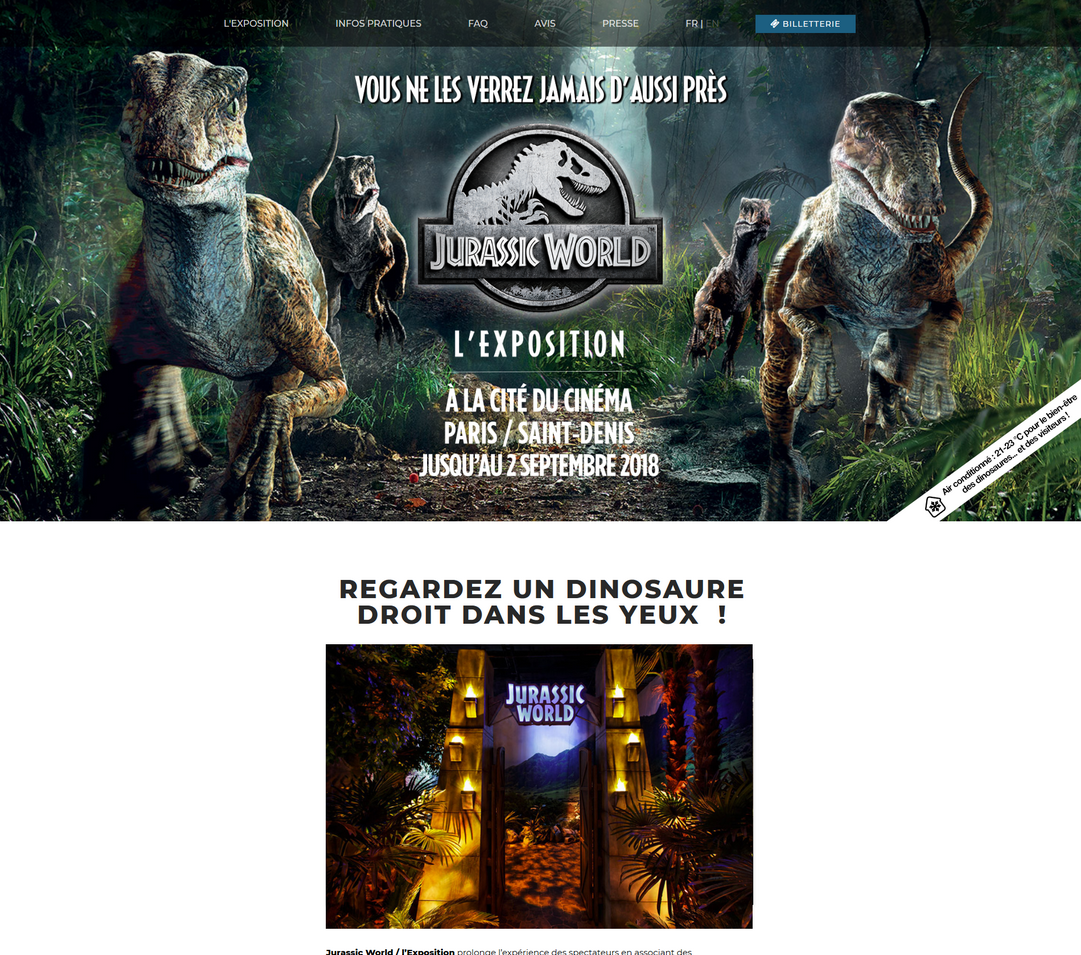 L'EXPOSITION
INFOS PRATIQUES
FAQ
AVIS
PRESSE
FR | EN
BILLETTERIE
VOUS NE LES VERREZ JAMAIS D'AUSSI PRÈS
JURASSIC WORLD™
L'EXPOSITION
À LA CITÉ DU CINÉMA
PARIS / SAINT-DENIS
JUSQU'AU 2 SEPTEMBRE 2018
Air conditionné : 21-23 °C pour le bien-être
des dinosaures... et des visiteurs !
REGARDEZ UN DINOSAURE
DROIT DANS LES YEUX !
JURASSIC
WORLD
Jurassic World / l'Exposition prolonge l'expérience des spectateurs en associant des